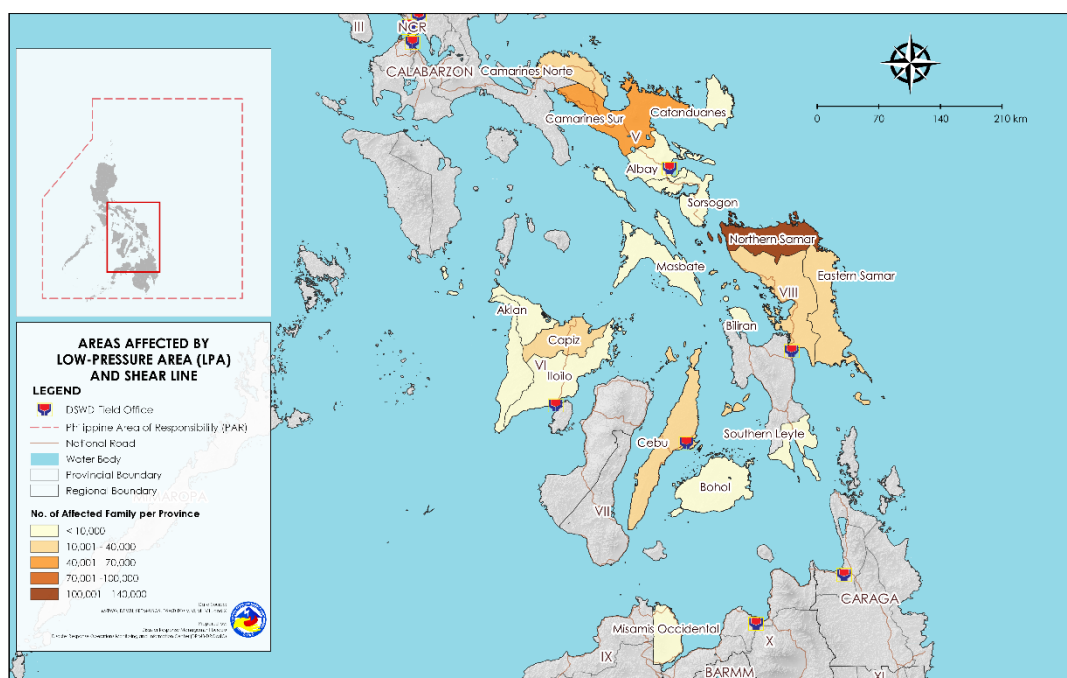 III
NCR
CALABARZON
Camarines Norte
Camarines Sur
Catanduanes
V
Albay
Sorsogon
0 70 140 210 km
Northern Samar
Masbate
Eastern Samar
VIII
Aklan
Biliran
Capiz
VI
Iloilo
Cebu
Southern Leyte
Bohol
VII
CARAGA
Misamis Occidental
X
IX
BARMM
XI
AREAS AFFECTED BY
LOW-PRESSURE AREA (LPA)
AND SHEAR LINE
LEGEND
DSWD Field Office
Philippine Area of Responsibility (PAR)
National Road
Water Body
Provincial Boundary
Regional Boundary
No. of Affected Family per Province
< 10,000
10,001 - 40,000
40,001 - 70,000
70,001 - 100,000
100,001 - 140,000